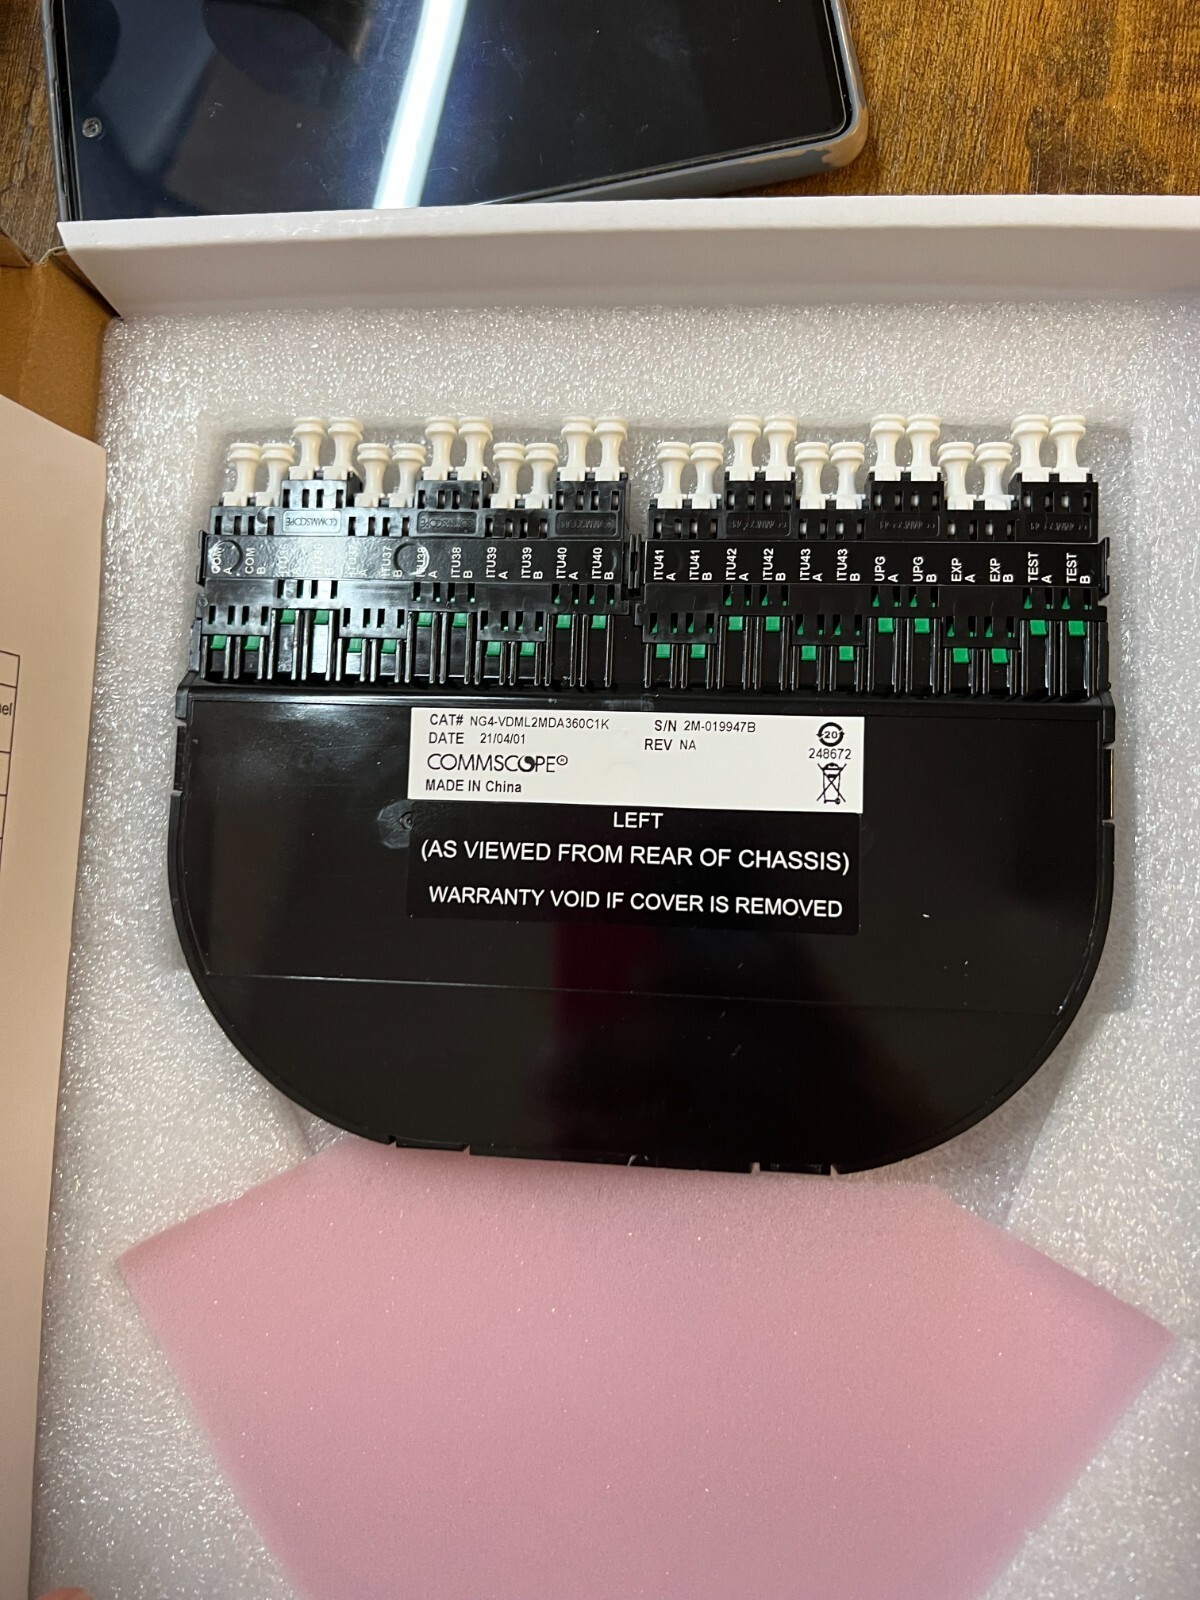 COMMSCOPE COMMSCOPE
COM A COM B ITU37 B ITU38 A ITU38 B ITU39 A ITU39 B ITU40 A ITU40 B ITU41 A ITU41 B ITU42 A ITU42 B ITU43 A ITU43 B UPG A UPG B EXP A EXP B TEST A TEST B
CAT# NG4-VDML2MDA360C1K S/N 2M-019947B
DATE 21/04/01 REV NA
20
248672
COMMSCOPE®
MADE IN China
LEFT
(AS VIEWED FROM REAR OF CHASSIS)
WARRANTY VOID IF COVER IS REMOVED